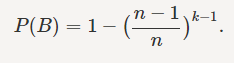 P(B) = 1 − (\frac{n − 1}{n})^{k−1}.